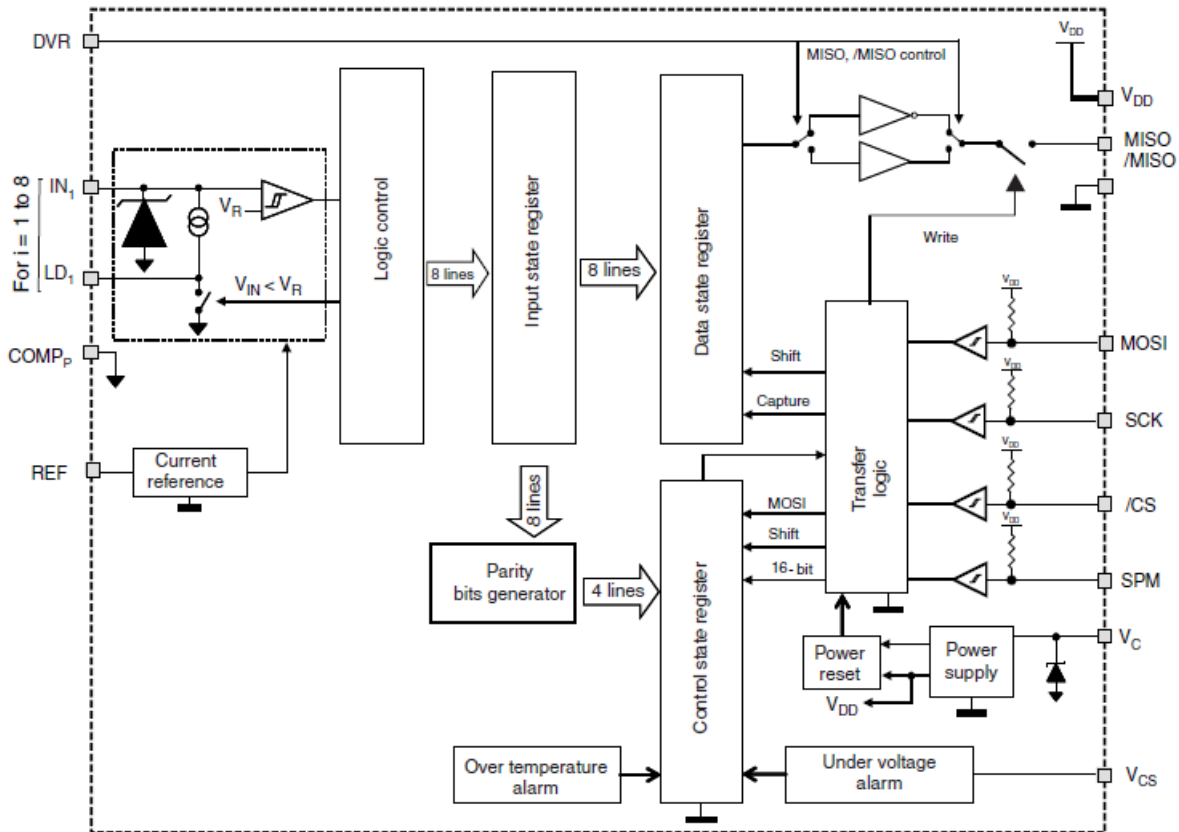 DVR
MISO, /MISO control
VDD
VDD
MISO
/MISO
For i = 1 to 8
IN1
LD1
VR
VIN < VR
Logic control
8 lines
Input state register
8 lines
Data state register
Write
Shift
Capture
Transfer
logic
VDD
MOSI
VDD
SCK
VDD
/CS
VDD
SPM
COMPP
REF
Current
reference
8 lines
Parity
bits generator
4 lines
Control state register
MOSI
Shift
16-bit
Power
reset
Power
supply
VC
VDD
Over temperature
alarm
Under voltage
alarm
VCS